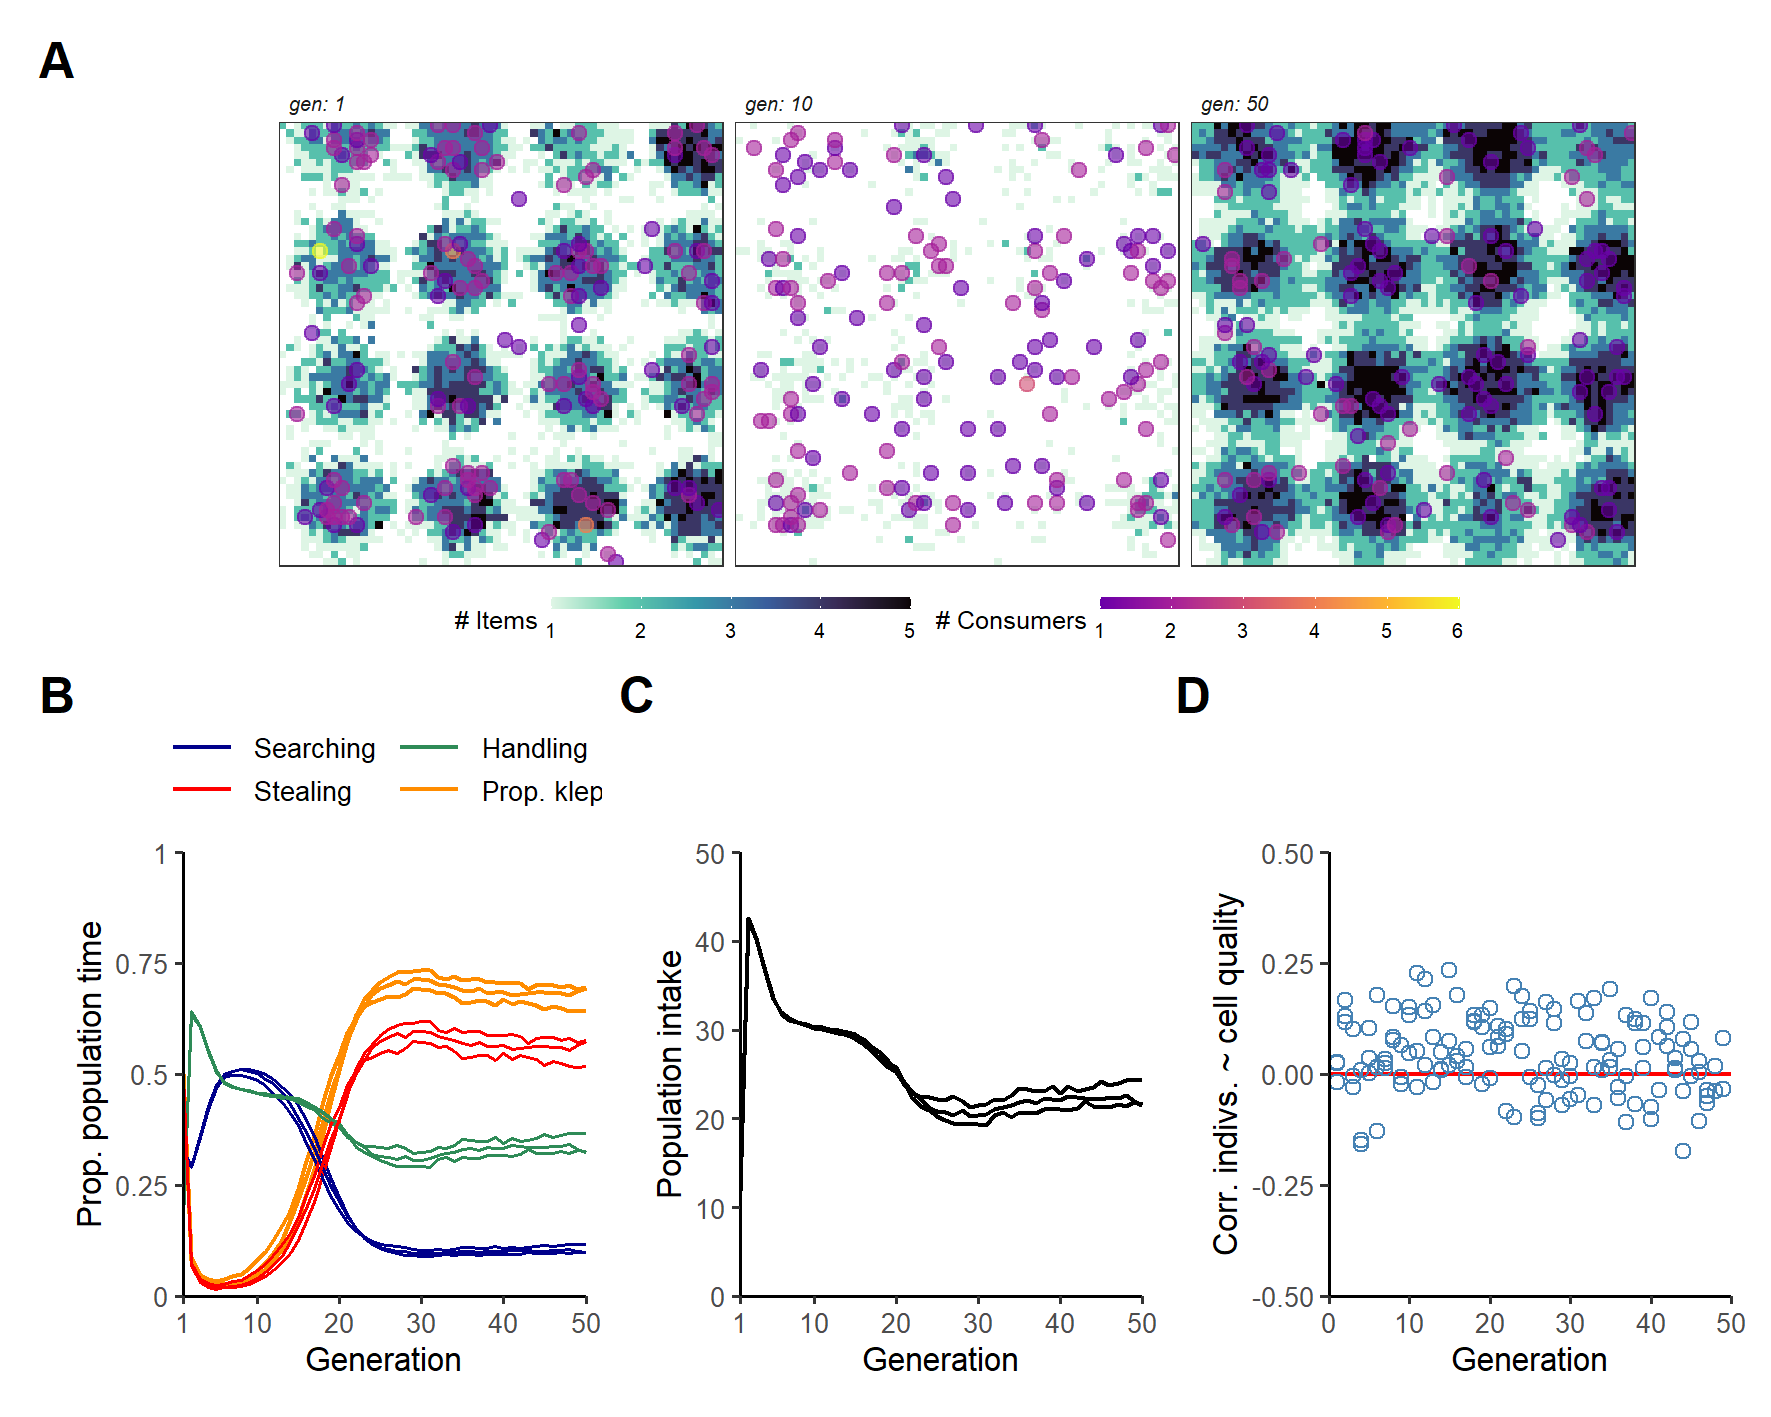 A
gen: 1
gen: 10
gen: 50
# Items
1 2 3 4 5
# Consumers
1 2 3 4 5 6
B
Searching
Handling
Stealing
Prop. klep
Prop. population time
1
0.75
0.5
0.25
0
1 10 20 30 40 50
Generation
C
Population intake
50
40
30
20
10
0
1 10 20 30 40 50
Generation
D
Corr. indivs. ~ cell quality
0.50
0.25
0.00
-0.25
-0.50
0 10 20 30 40 50
Generation